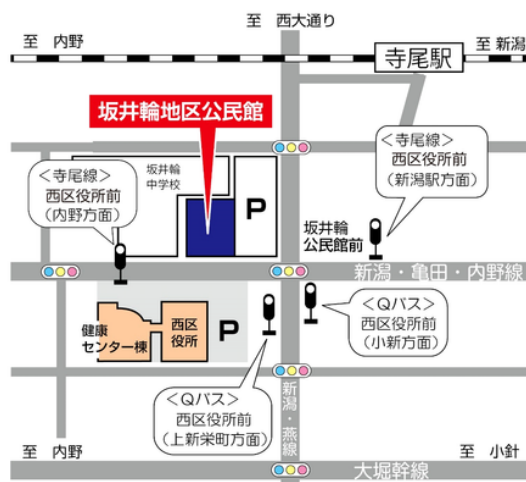 至 西大通り
至 内野
寺尾駅
至 新潟
坂井輪地区公民館
＜寺尾線＞
西区役所前
（内野方面）
坂井輪
中学校
P
＜寺尾線＞
西区役所前
（新潟駅方面）
坂井輪
公民館前
新潟・亀田・内野線
健康
センター棟
西区
役所
P
＜Qバス＞
西区役所前
（小新方面）
＜Qバス＞
西区役所前
（上新栄町方面）
新潟・燕線
至 内野
至 小針
大堀幹線